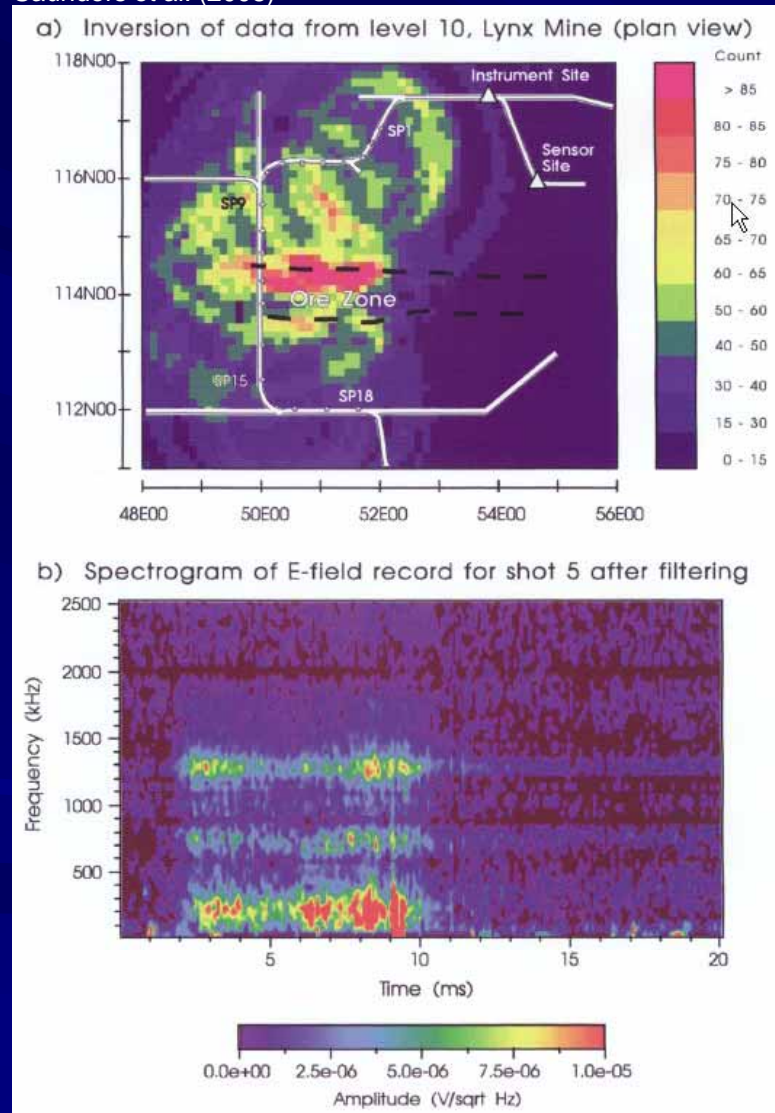 a) Inversion of data from level 10, Lynx Mine (plan view)
Count
118N00
116N00
114N00
112N00
Instrument Site
SP1
Sensor
Site
SP9
Ore Zone
SP15
SP18
> 85
80 - 85
75 - 80
70 - 75
65 - 70
60 - 65
50 - 60
40 - 50
30 - 40
15 - 30
0 - 15
48E00 50E00 52E00 54E00 56E00
b) Spectrogram of E-field record for shot 5 after filtering
Frequency (kHz)
2500
2000
1500
1000
500
5 10 15 20
Time (ms)
0.0e+00 2.5e-06 5.0e-06 7.5e-06 1.0e-05
Amplitude (V/sqrt Hz)